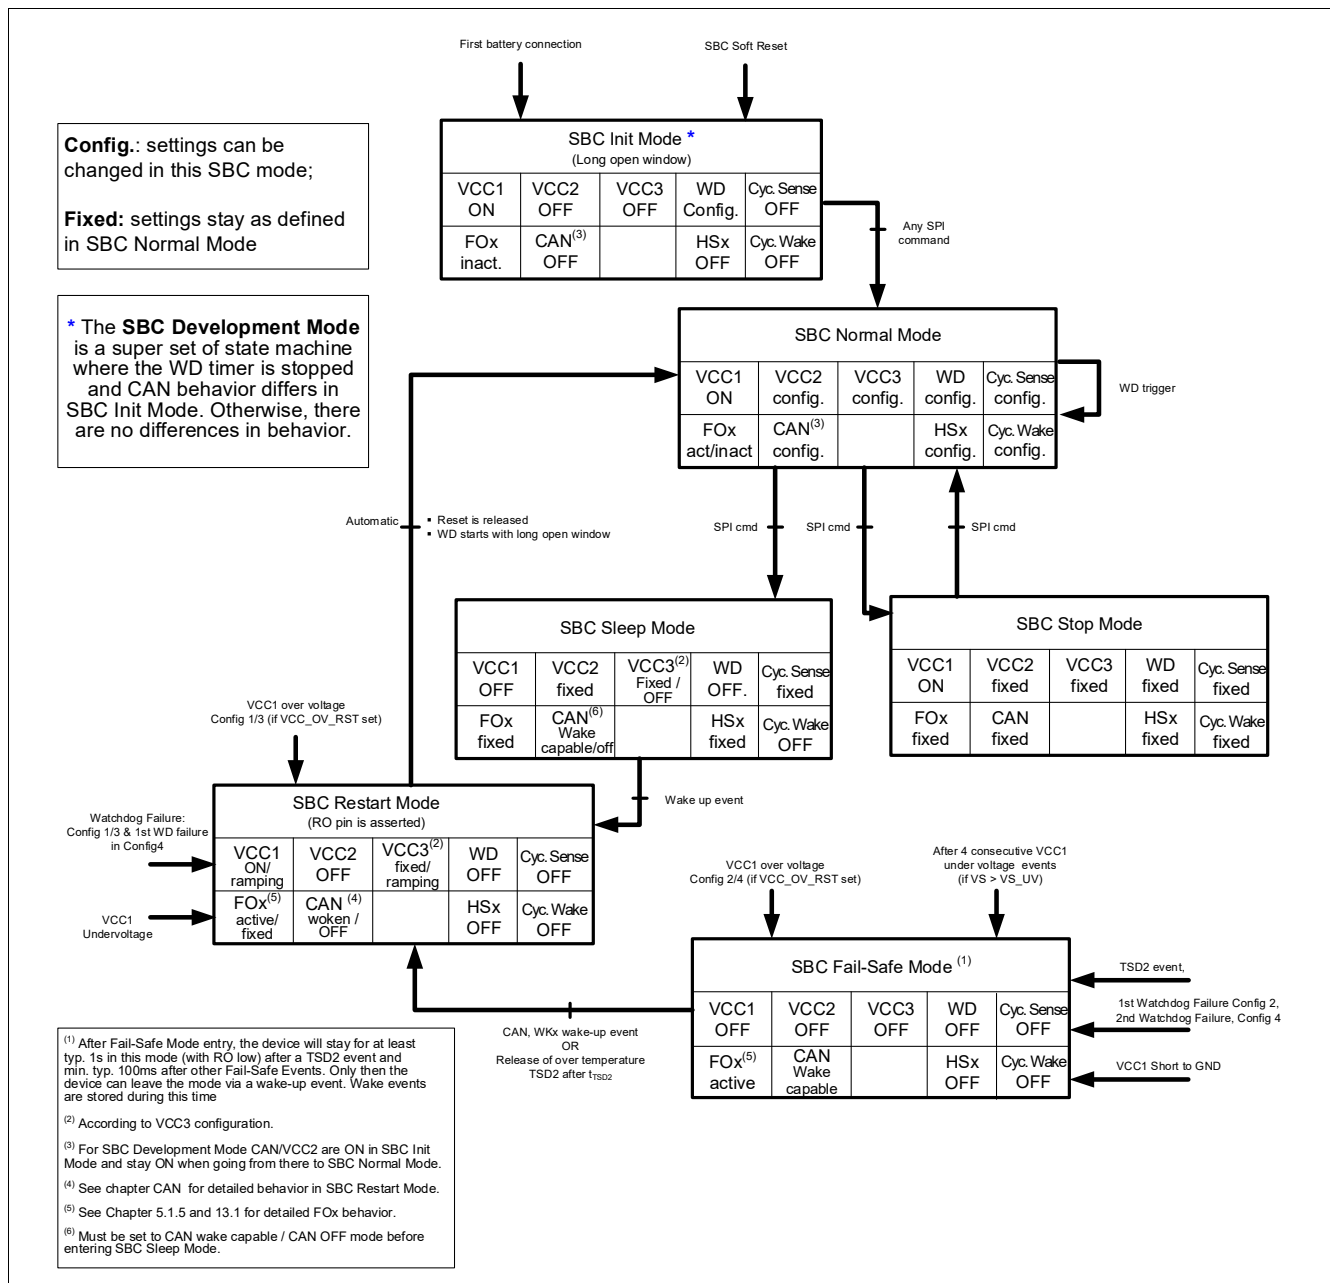 First battery connection
SBC Soft Reset
Config.: settings can be
changed in this SBC mode;
Fixed: settings stay as defined
in SBC Normal Mode
* The SBC Development Mode
is a super set of state machine
where the WD timer is stopped
and CAN behavior differs in
SBC Init Mode. Otherwise, there
are no differences in behavior.
SBC Init Mode *
(Long open window)
VCC1
ON
VCC2
OFF
VCC3
OFF
WD
Config.
Cyc. Sense
OFF
FOx
inact.
CAN(3)
OFF
HSx
OFF
Cyc. Wake
OFF
Any SPI
command
SBC Normal Mode
VCC1
ON
VCC2
config.
VCC3
config.
WD
config.
Cyc. Sense
config.
FOx
act/inact
CAN(3)
config.
HSx
config.
Cyc. Wake
config.
WD trigger
Automatic
▪ Reset is released
▪ WD starts with long open window
SPI cmd
SPI cmd
SPI cmd
SBC Sleep Mode
VCC1
OFF
VCC2
fixed
VCC3(2)
Fixed /
OFF
WD
OFF.
Cyc. Sense
fixed
FOx
fixed
CAN(6)
Wake
capable/off
HSx
fixed
Cyc. Wake
OFF
SBC Stop Mode
VCC1
ON
VCC2
fixed
VCC3
fixed
WD
fixed
Cyc. Sense
fixed
FOx
fixed
CAN
fixed
HSx
fixed
Cyc. Wake
fixed
VCC1 over voltage
Config 1/3 (if VCC_OV_RST set)
Wake up event
Watchdog Failure:
Config 1/3 & 1st WD failure
in Config4
VCC1
Undervoltage
SBC Restart Mode
(RO pin is asserted)
VCC1
ON/
ramping
VCC2
OFF
VCC3(2)
fixed/
ramping
WD
OFF
Cyc. Sense
OFF
FOx(5)
active/
fixed
CAN (4)
woken /
OFF
HSx
OFF
Cyc. Wake
OFF
VCC1 over voltage
Config 2/4 (if VCC_OV_RST set)
After 4 consecutive VCC1
under voltage events
(if VS > VS_UV)
SBC Fail-Safe Mode (1)
VCC1
OFF
VCC2
OFF
VCC3
OFF
WD
OFF
Cyc. Sense
OFF
FOx(5)
active
CAN
Wake
capable
HSx
OFF
Cyc. Wake
OFF
TSD2 event,
1st Watchdog Failure Config 2,
2nd Watchdog Failure, Config 4
VCC1 Short to GND
CAN, WKx wake-up event
OR
Release of over temperature
TSD2 after tTSD2
(1) After Fail-Safe Mode entry, the device will stay for at least
typ. 1s in this mode (with RO low) after a TSD2 event and
min. typ. 100ms after other Fail-Safe Events. Only then the
device can leave the mode via a wake-up event. Wake events
are stored during this time
(2) According to VCC3 configuration.
(3) For SBC Development Mode CAN/VCC2 are ON in SBC Init
Mode and stay ON when going from there to SBC Normal Mode.
(4) See chapter CAN for detailed behavior in SBC Restart Mode.
(5) See Chapter 5.1.5 and 13.1 for detailed FOx behavior.
(6) Must be set to CAN wake capable / CAN OFF mode before
entering SBC Sleep Mode.